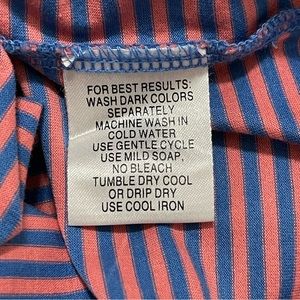 FOR BEST RESULTS:
WASH DARK COLORS
SEPARATELY
MACHINE WASH IN
COLD WATER
USE GENTLE CYCLE
USE MILD SOAP,
NO BLEACH
TUMBLE DRY COOL
OR DRIP DRY
USE COOL IRON